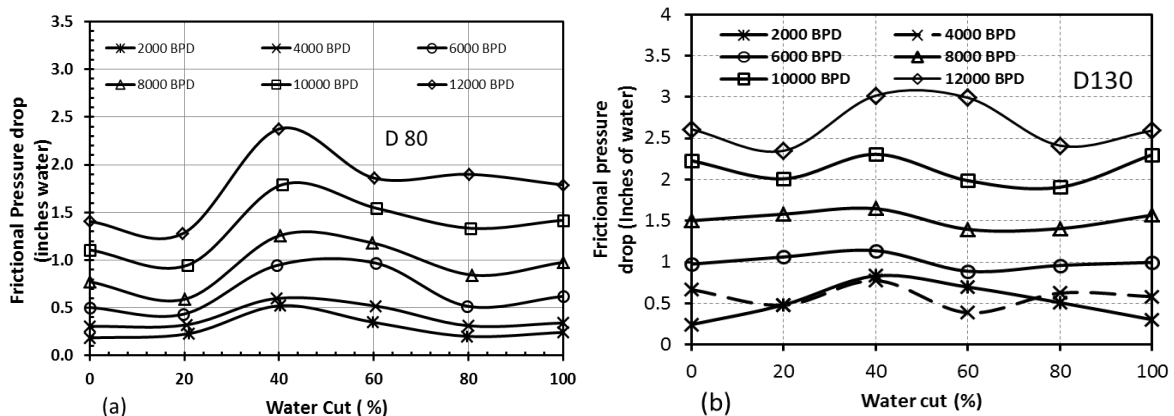 3.5
3.0
2.5
2.0
1.5
1.0
0.5
0.0
Frictional Pressure drop
(inches water)
2000 BPD 4000 BPD 6000 BPD
8000 BPD 10000 BPD 12000 BPD
D 80
0 20 40 60 80 100
(a) Water Cut ( %)
4
3.5
3
2.5
2
1.5
1
0.5
0
Frictional pressure
drop (Inches of water)
2000 BPD 4000 BPD
6000 BPD 8000 BPD
10000 BPD 12000 BPD
D130
0 20 40 60 80 100
(b) Water cut (%)